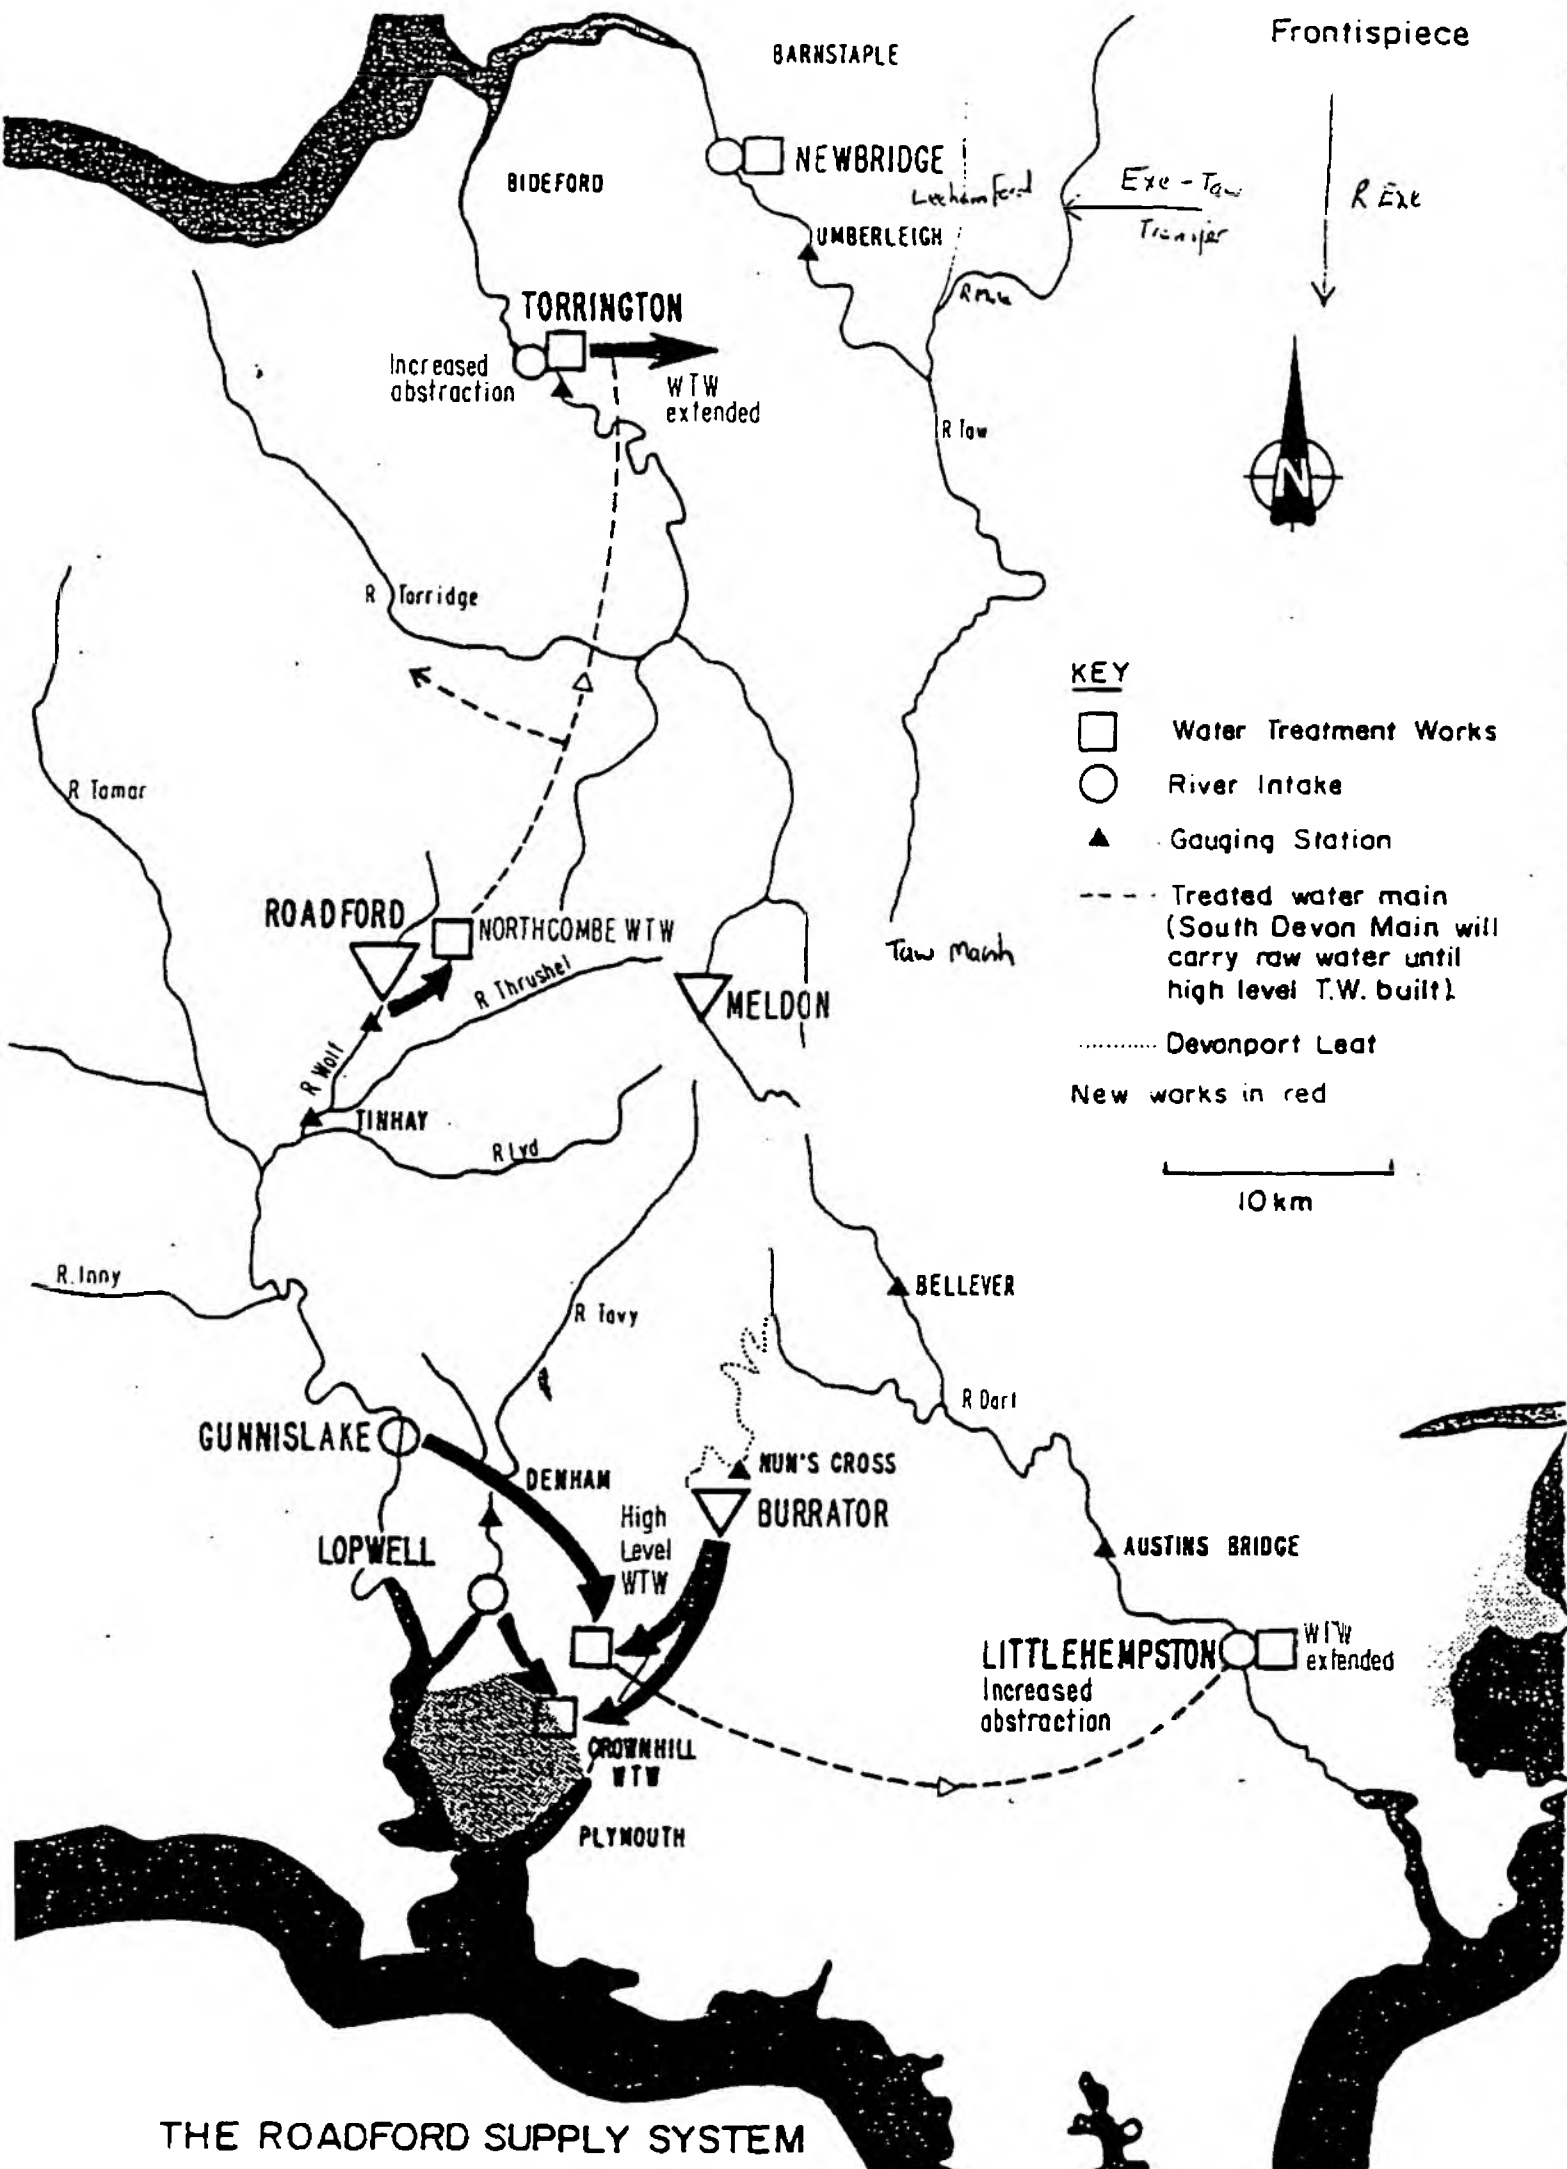 Frontispiece
BARNSTAPLE
NEWBRIDGE
BIDEFORD
Exe - Taw
Transfer
R Exe
UMBERLEIGH
R Mole
TORRINGTON
Increased
abstraction
WTW
extended
R Taw
N
R Torridge
KEY
Water Treatment Works
River Intake
Gauging Station
Treated water main
(South Devon Main will
carry raw water until
high level T.W. built)
Devonport Leat
New works in red
10 km
R Tamar
ROADFORD
NORTHCOMBE WTW
R Thrushel
Taw Marsh
MELDON
R Wolf
TINHAY
R Lyd
R. Inny
R Tavy
BELLEVER
R Dart
GUNNISLAKE
DENHAM
NUN'S CROSS
High
Level
WTW
BURRATOR
LOPWELL
AUSTINS BRIDGE
LITTLEHEMPSTON
Increased
abstraction
WTW
extended
CROWNHILL
WTW
PLYMOUTH
THE ROADFORD SUPPLY SYSTEM